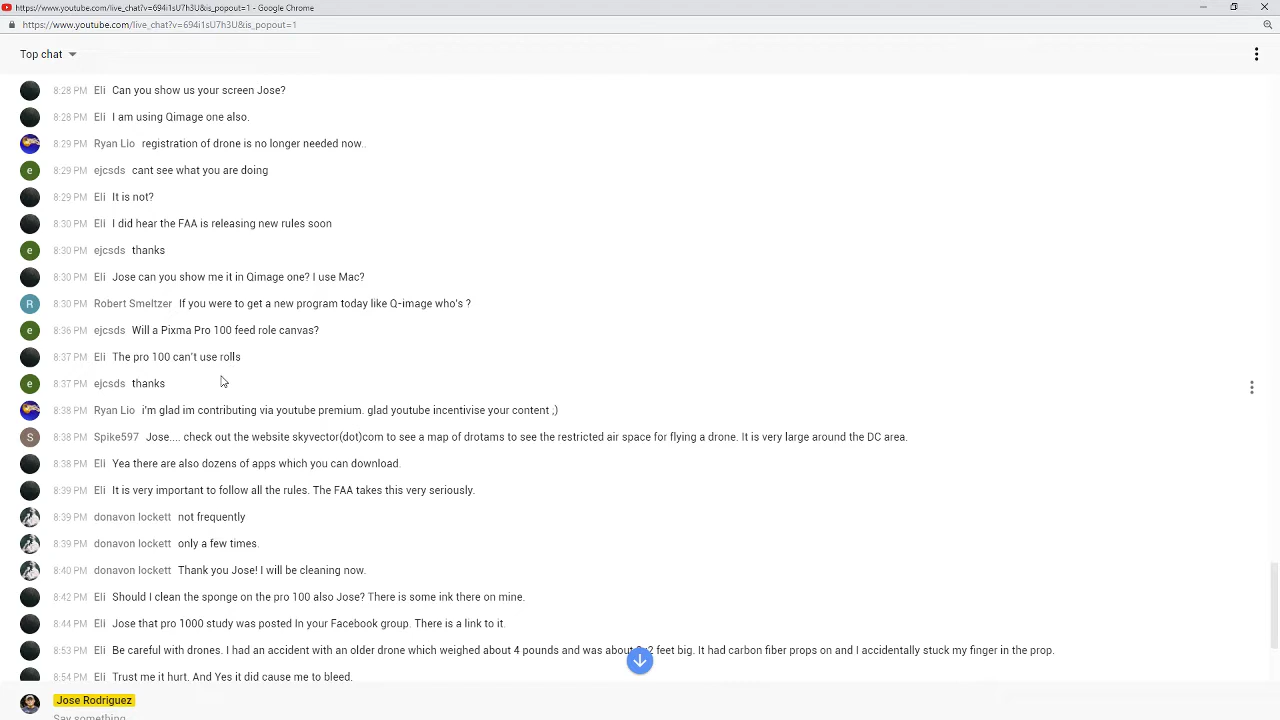 https://www.youtube.com/live_chat?v=694i1sU7h3U&is_popout=1 - Google Chrome
https://www.youtube.com/live_chat?v=694i1sU7h3U&is_popout=1
Top chat
8:28 PM Eli Can you show us your screen Jose?
8:28 PM Eli I am using Qimage one also.
8:29 PM Ryan Lio registration of drone is no longer needed now..
e 8:29 PM ejcsds cant see what you are doing
8:29 PM Eli It is not?
8:30 PM Eli I did hear the FAA is releasing new rules soon
e 8:30 PM ejcsds thanks
8:30 PM Eli Jose can you show me it in Qimage one? I use Mac?
R 8:30 PM Robert Smeltzer If you were to get a new program today like Q-image who's ?
e 8:36 PM ejcsds Will a Pixma Pro 100 feed role canvas?
8:37 PM Eli The pro 100 can't use rolls
e 8:37 PM ejcsds thanks
8:38 PM Ryan Lio i'm glad im contributing via youtube premium. glad youtube incentivise your content ;)
S 8:38 PM Spike597 Jose.... check out the website skyvector(dot)com to see a map of drotams to see the restricted air space for flying a drone. It is very large around the DC area.
8:38 PM Eli Yea there are also dozens of apps which you can download.
8:39 PM Eli It is very important to follow all the rules. The FAA takes this very seriously.
8:39 PM donavon lockett not frequently
8:39 PM donavon lockett only a few times.
8:40 PM donavon lockett Thank you Jose! I will be cleaning now.
8:42 PM Eli Should I clean the sponge on the pro 100 also Jose? There is some ink there on mine.
8:44 PM Eli Jose that pro 1000 study was posted In your Facebook group. There is a link to it.
8:53 PM Eli Be careful with drones. I had an accident with an older drone which weighed about 4 pounds and was about 2 feet big. It had carbon fiber props on and I accidentally stuck my finger in the prop.
8:54 PM Eli Trust me it hurt. And Yes it did cause me to bleed.
Jose Rodriguez
Say something